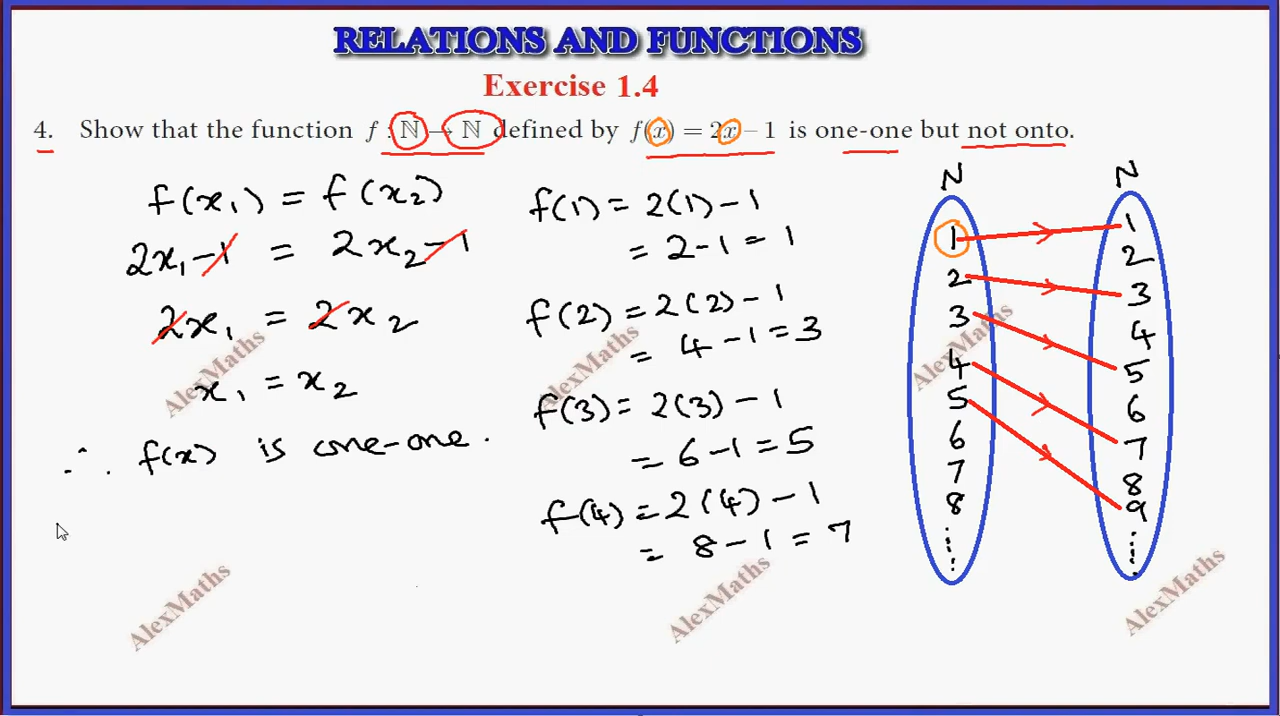 RELATIONS AND FUNCTIONS
Exercise 1.4
4. Show that the function f : ℕ → ℕ defined by f(x) = 2x – 1 is one-one but not onto.
f(x₁) = f(x₂)
2x₁ – 1 = 2x₂ – 1
2x₁ = 2x₂
x₁ = x₂
∴ f(x) is one-one.
f(1) = 2(1) – 1
= 2 – 1 = 1
f(2) = 2(2) – 1
= 4 – 1 = 3
f(3) = 2(3) – 1
= 6 – 1 = 5
f(4) = 2(4) – 1
= 8 – 1 = 7
N
1
2
3
4
5
6
7
8
⋮
N
1
2
3
4
5
6
7
8
9
⋮
AlexMaths
AlexMaths
AlexMaths
AlexMaths
AlexMaths
AlexMaths